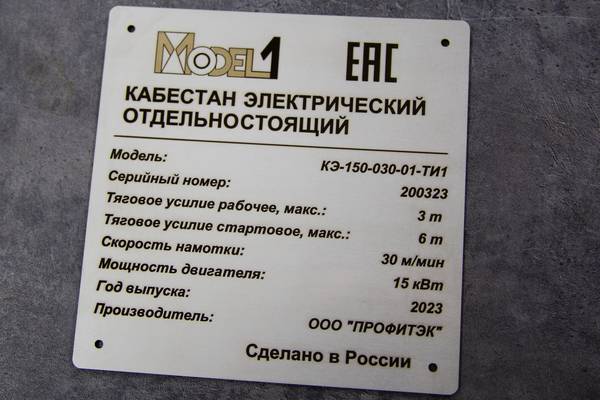 MODEL1 EAC
КАБЕСТАН ЭЛЕКТРИЧЕСКИЙ
ОТДЕЛЬНОСТОЯЩИЙ
Модель: КЭ-150-030-01-ТИ1
Серийный номер: 200323
Тяговое усилие рабочее, макс.: 3 т
Тяговое усилие стартовое, макс.: 6 т
Скорость намотки: 30 м/мин
Мощность двигателя: 15 кВт
Год выпуска: 2023
Производитель: ООО "ПРОФИТЭК"
Сделано в России